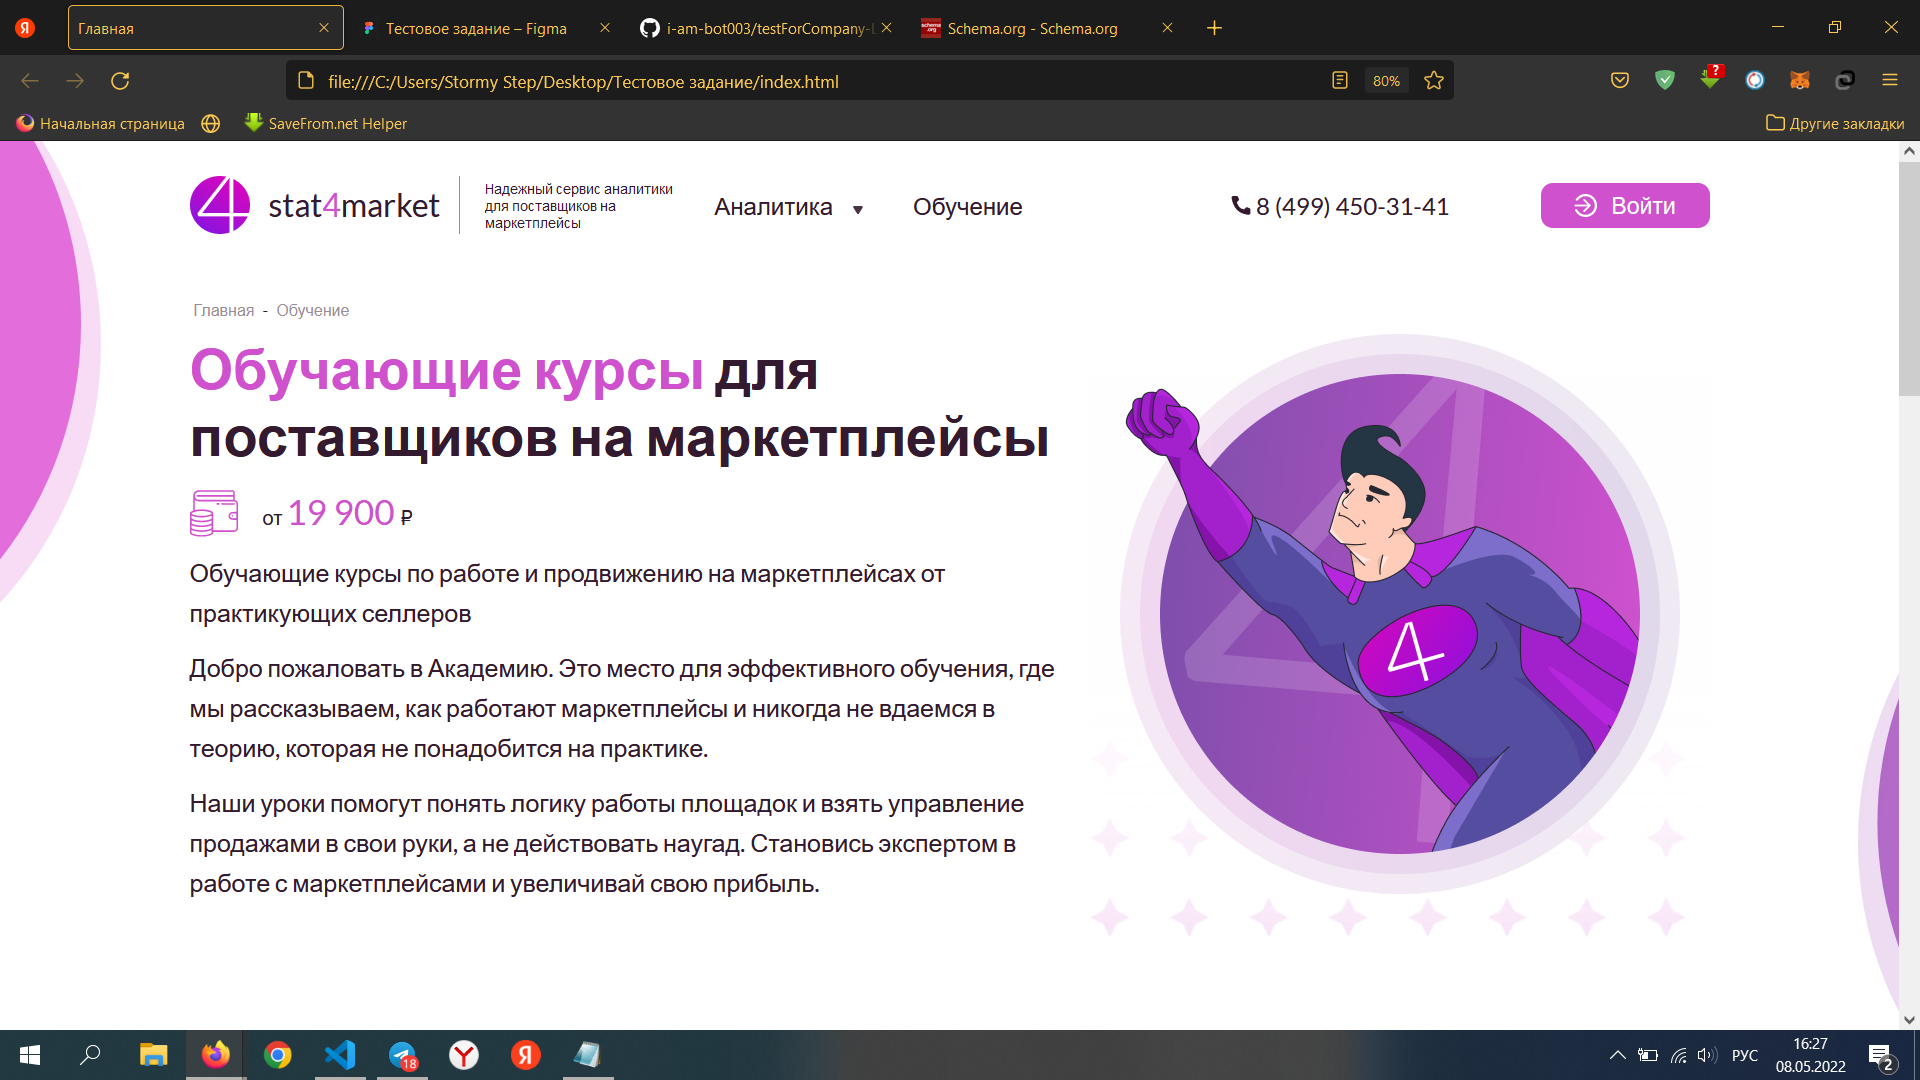 Главная
Тестовое задание – Figma
i-am-bot003/testForCompany-
Schema.org - Schema.org
file:///C:/Users/Stormy Step/Desktop/Тестовое задание/index.html
80%
?
Начальная страница
SaveFrom.net Helper
Другие закладки
4
stat4market
Надежный сервис аналитики
для поставщиков на
маркетплейсы
Аналитика
Обучение
8 (499) 450-31-41
Войти
Главная - Обучение
Обучающие курсы для
поставщиков на маркетплейсы
от 19 900 ₽
Обучающие курсы по работе и продвижению на маркетплейсах от
практикующих селлеров
Добро пожаловать в Академию. Это место для эффективного обучения, где
мы рассказываем, как работают маркетплейсы и никогда не вдаемся в
теорию, которая не понадобится на практике.
Наши уроки помогут понять логику работы площадок и взять управление
продажами в свои руки, а не действовать наугад. Становись экспертом в
работе с маркетплейсами и увеличивай свою прибыль.
4
18
Я
РУС
16:27
08.05.2022
2